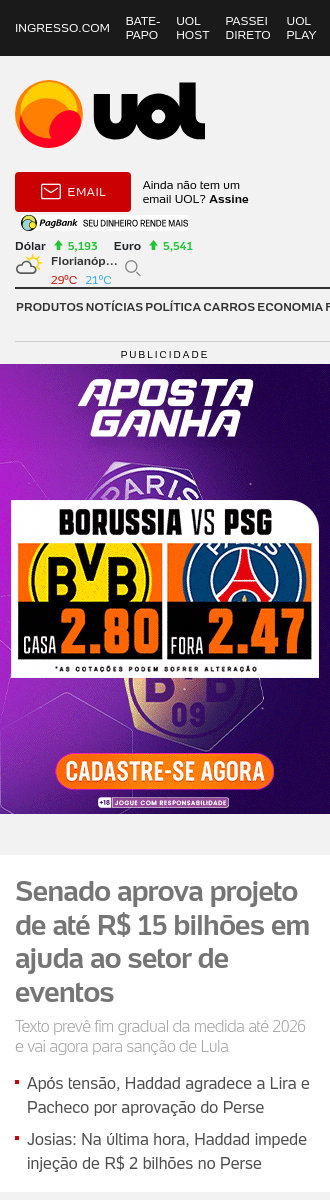 INGRESSO.COM
BATE-PAPO
UOL HOST
PASSEI DIRETO
UOL PLAY
uol
EMAIL
Ainda não tem um
email UOL? Assine
PagBank SEU DINHEIRO RENDE MAIS
Dólar 5,193 Euro 5,541
Florianóp...
29ºC 21ºC
PRODUTOS NOTÍCIAS POLÍTICA CARROS ECONOMIA F
PUBLICIDADE
APOSTA
GANHA
PARIS
BORUSSIA VS PSG
BVB
PARIS
CASA 2.80 FORA 2.47
*AS COTAÇÕES PODEM SOFRER ALTERAÇÃO
BVB
09
CADASTRE-SE AGORA
+18 JOGUE COM RESPONSABILIDADE
Senado aprova projeto
de até R$ 15 bilhões em
ajuda ao setor de
eventos
Texto prevê fim gradual da medida até 2026
e vai agora para sanção de Lula
Após tensão, Haddad agradece a Lira e
Pacheco por aprovação do Perse
Josias: Na última hora, Haddad impede
injeção de R$ 2 bilhões no Perse